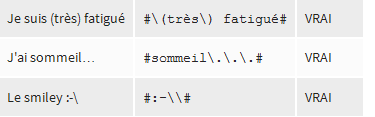 Je suis (très) fatigué #\(très\) fatigué# VRAI
J'ai sommeil... #sommeil\.\.\.# VRAI
Le smiley :-\ #:-\\# VRAI